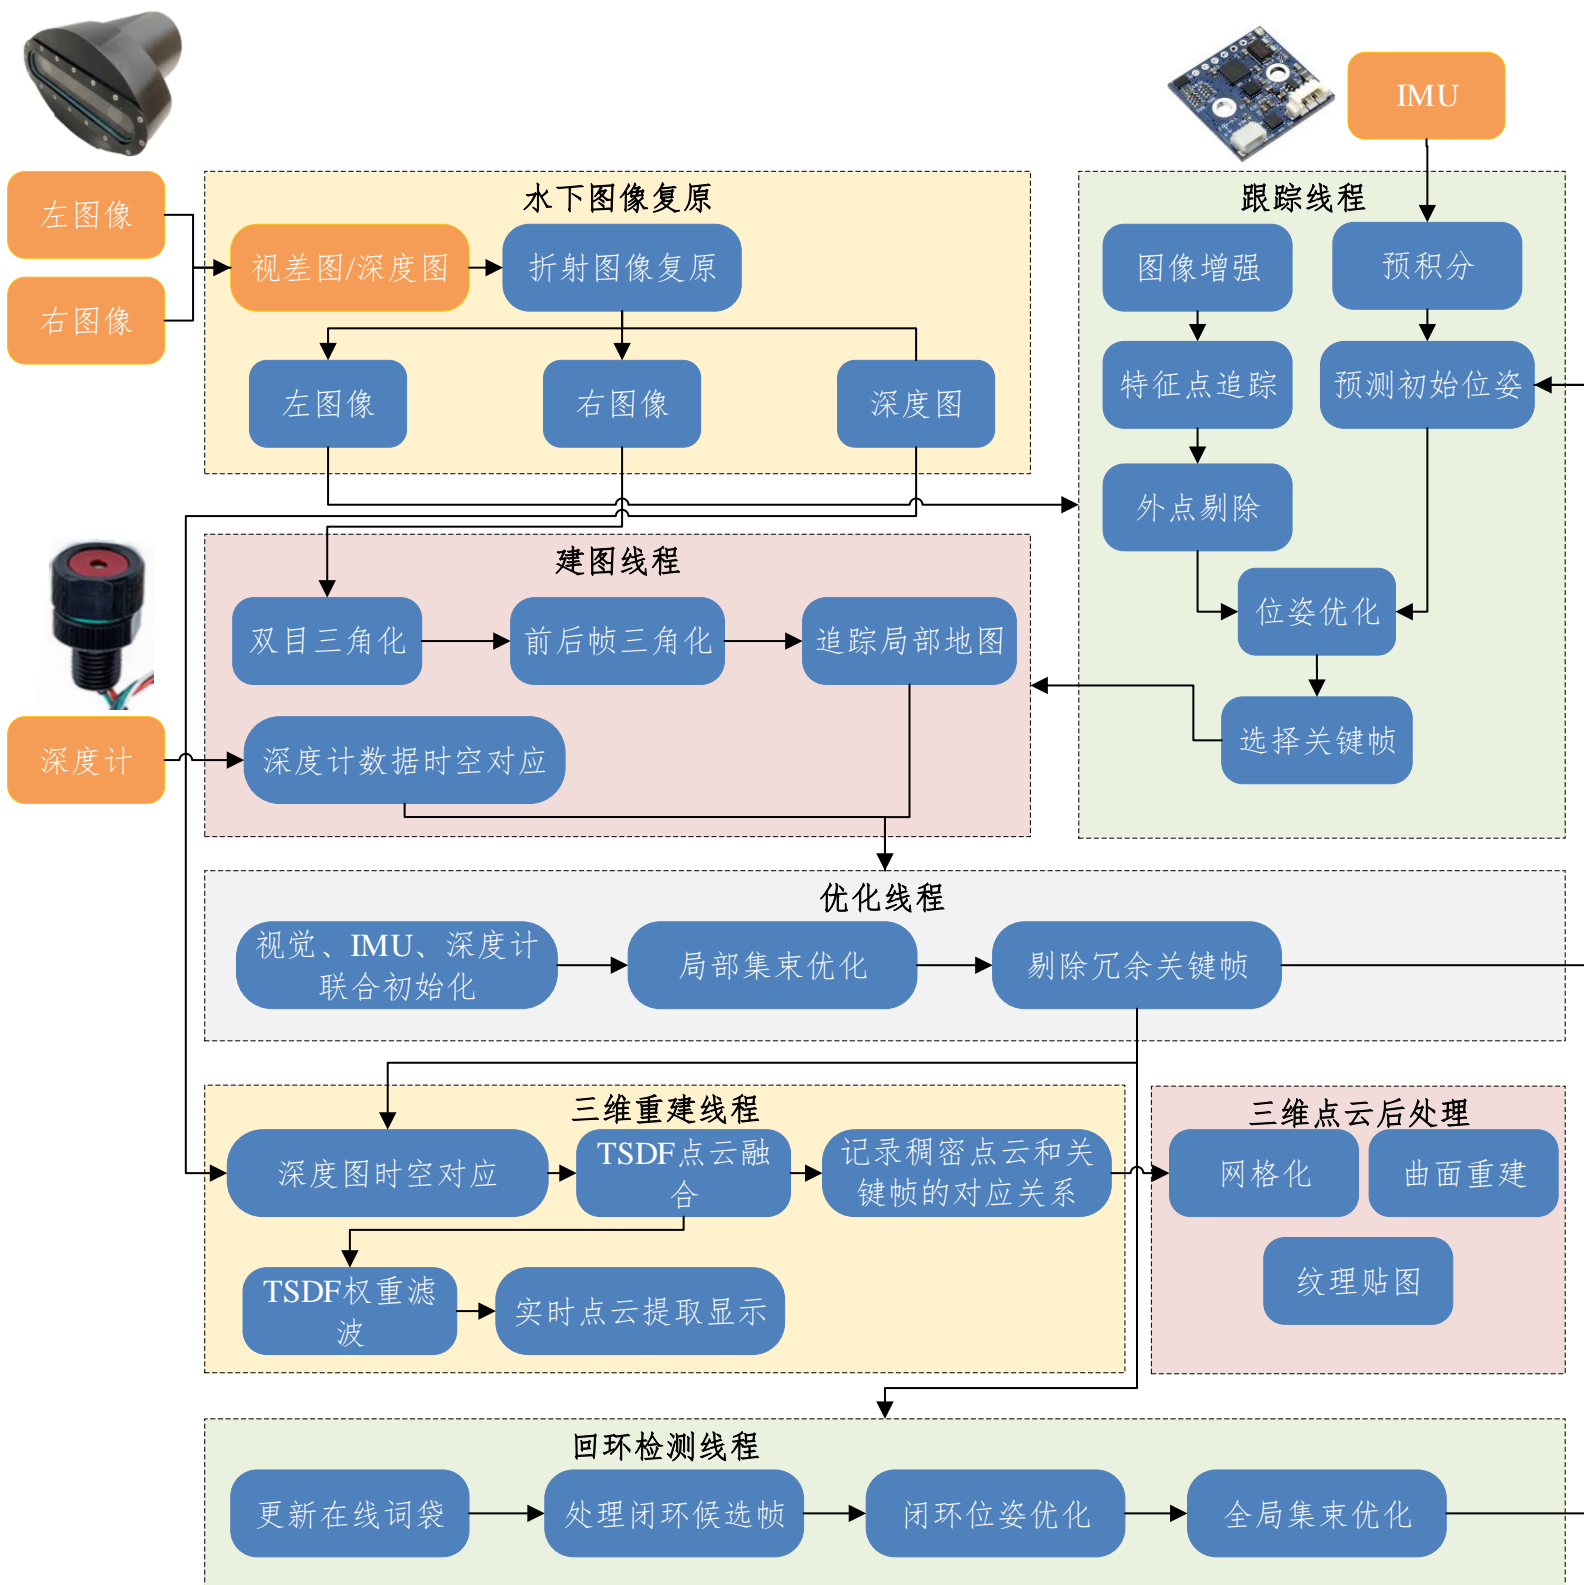 IMU
左图像
右图像
水下图像复原
视差图/深度图
折射图像复原
左图像
右图像
深度图
跟踪线程
图像增强
预积分
特征点追踪
预测初始位姿
外点剔除
位姿优化
选择关键帧
建图线程
双目三角化
前后帧三角化
追踪局部地图
深度计
深度计数据时空对应
优化线程
视觉、IMU、深度计
联合初始化
局部集束优化
剔除冗余关键帧
三维重建线程
深度图时空对应
TSDF点云融
合
记录稠密点云和关
键帧的对应关系
TSDF权重滤
波
实时点云提取显示
三维点云后处理
网格化
曲面重建
纹理贴图
回环检测线程
更新在线词袋
处理闭环候选帧
闭环位姿优化
全局集束优化